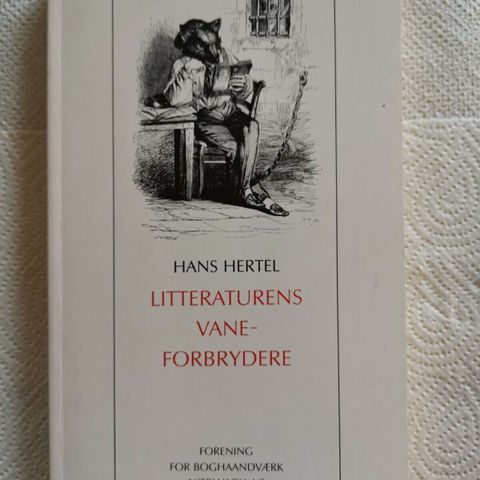 HANS HERTEL
LITTERATURENS
VANE-
FORBRYDERE
FORENING
FOR BOGHAANDVÆRK